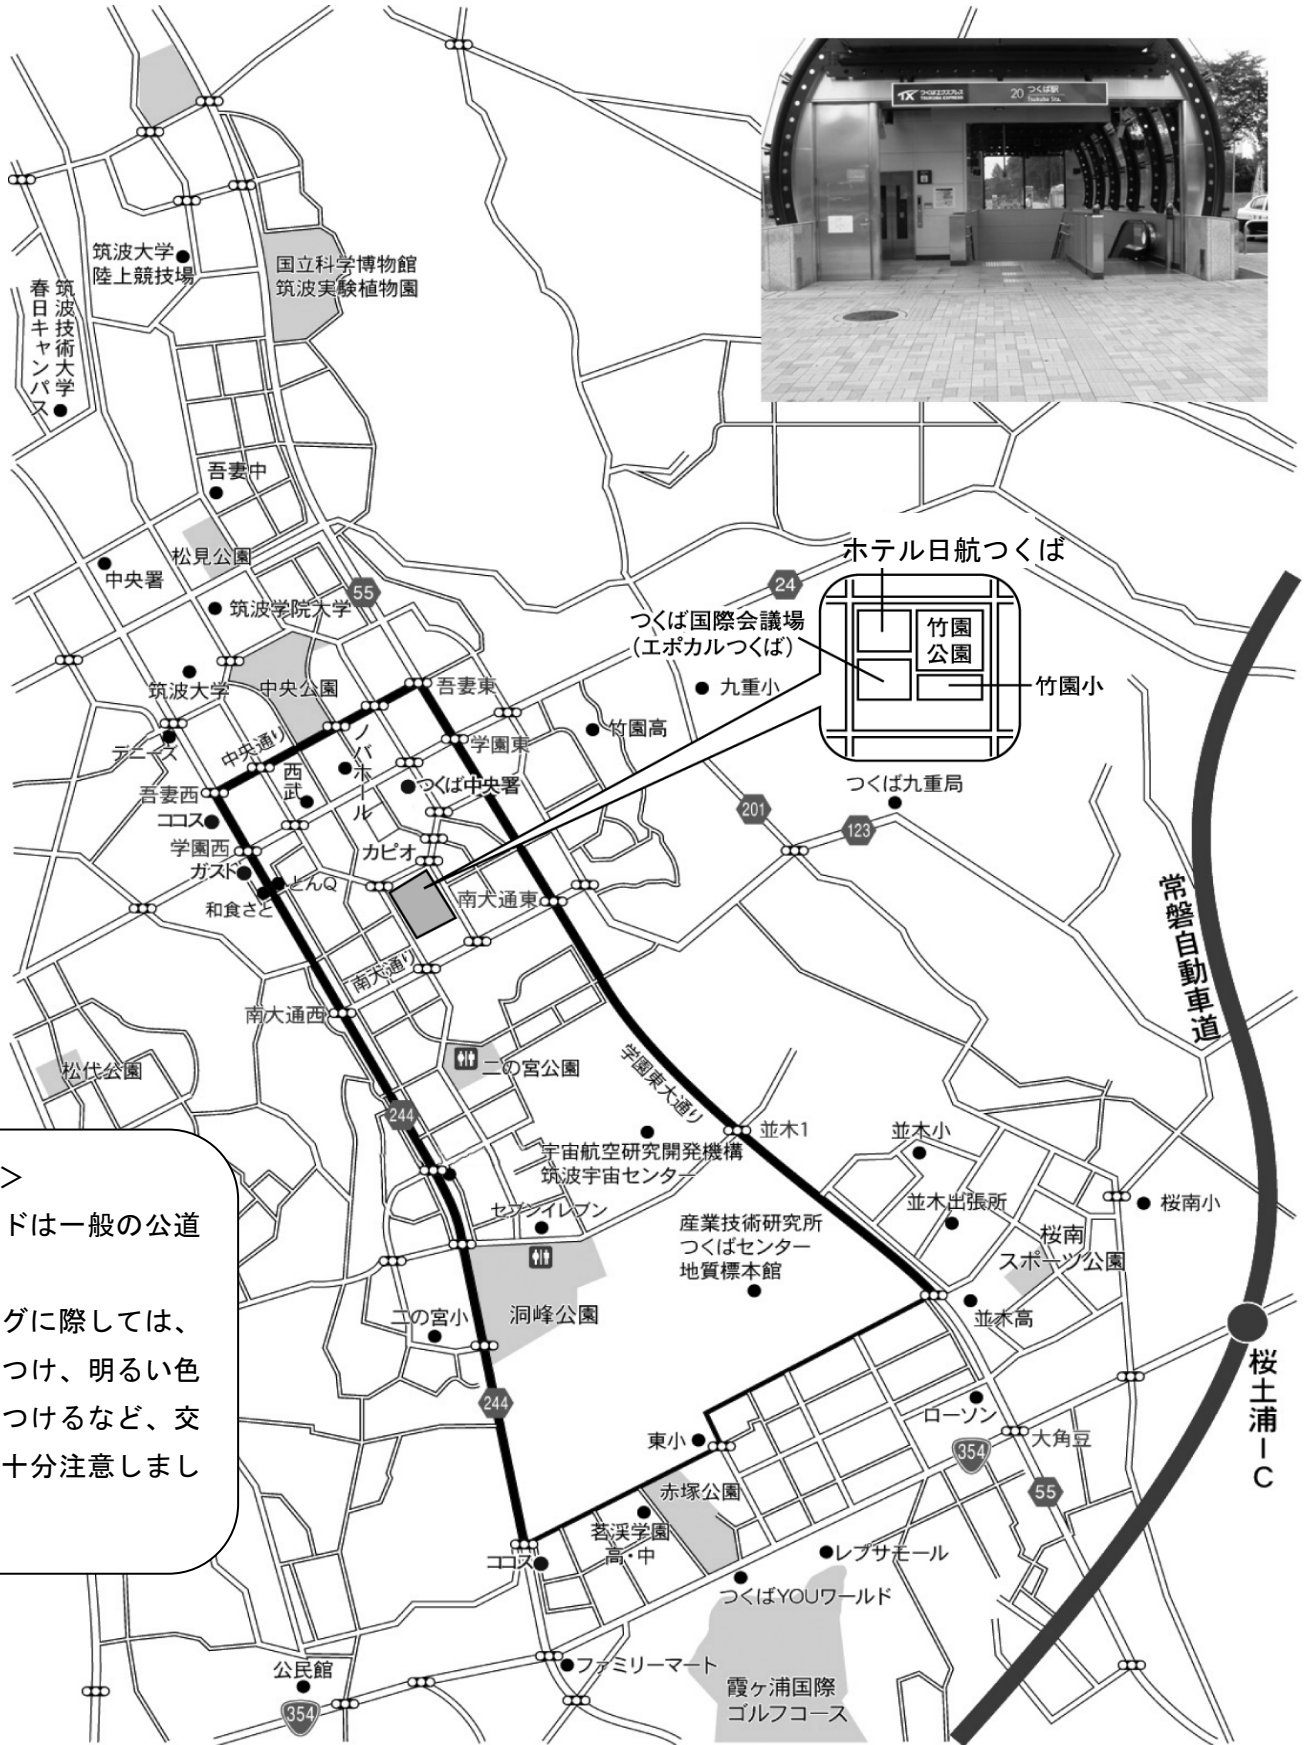 TX つくばエクスプレス
TSUKUBA EXPRESS
20 つくば駅
Tsukuba Sta.
筑波大学
陸上競技場
国立科学博物館
筑波実験植物園
筑波技術大学
春日キャンパス
吾妻中
松見公園
中央署
55
筑波学院大学
24
ホテル日航つくば
つくば国際会議場
(エポカルつくば)
竹園
公園
竹園小
筑波大学
中央公園
吾妻東
九重小
竹園高
学園東
デニーズ
中央通り
ノバホール
西武
つくば中央署
吾妻西
ココス
学園西
ガスト
とんQ
和食さと
カピオ
南大通東
つくば九重局
201
123
常磐自動車道
南大通り
南大通西
松代公園
二の宮公園
学園東大通り
244
並木1
並木小
宇宙航空研究開発機構
筑波宇宙センター
セブンイレブン
産業技術研究所
つくばセンター
地質標本館
並木出張所
桜南小
桜南
スポーツ公園
＞
ドは一般の公道
グに際しては、
つけ、明るい色
つけるなど、交
十分注意しまし
二の宮小
洞峰公園
並木高
244
桜土浦IC
ローソン
東小
354
大角豆
55
赤塚公園
茗渓学園
高・中
ココス
レプサモール
つくばYOUワールド
公民館
354
ファミリーマート
霞ヶ浦国際
ゴルフコース